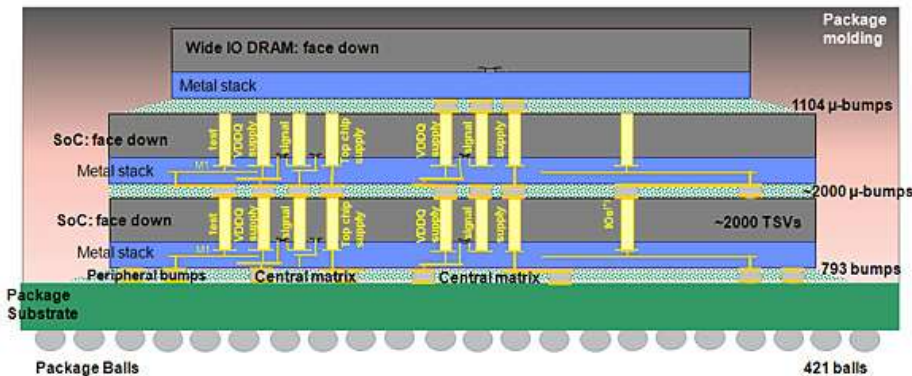 Package
molding
Wide IO DRAM: face down
Metal stack
1104 µ-bumps
SoC: face down
test
VDDQ
supply
signal
Top chip
supply
VDDQ
supply
signal
supply
M1
Metal stack
~2000 µ-bumps
SoC: face down
test
VDDQ
supply
signal
Top chip
supply
VDDQ
supply
signal
supply
~2000 TSVs
M1
Metal stack
793 bumps
Peripheral bumps
Central matrix
Central matrix
Package
Substrate
Package Balls
421 balls